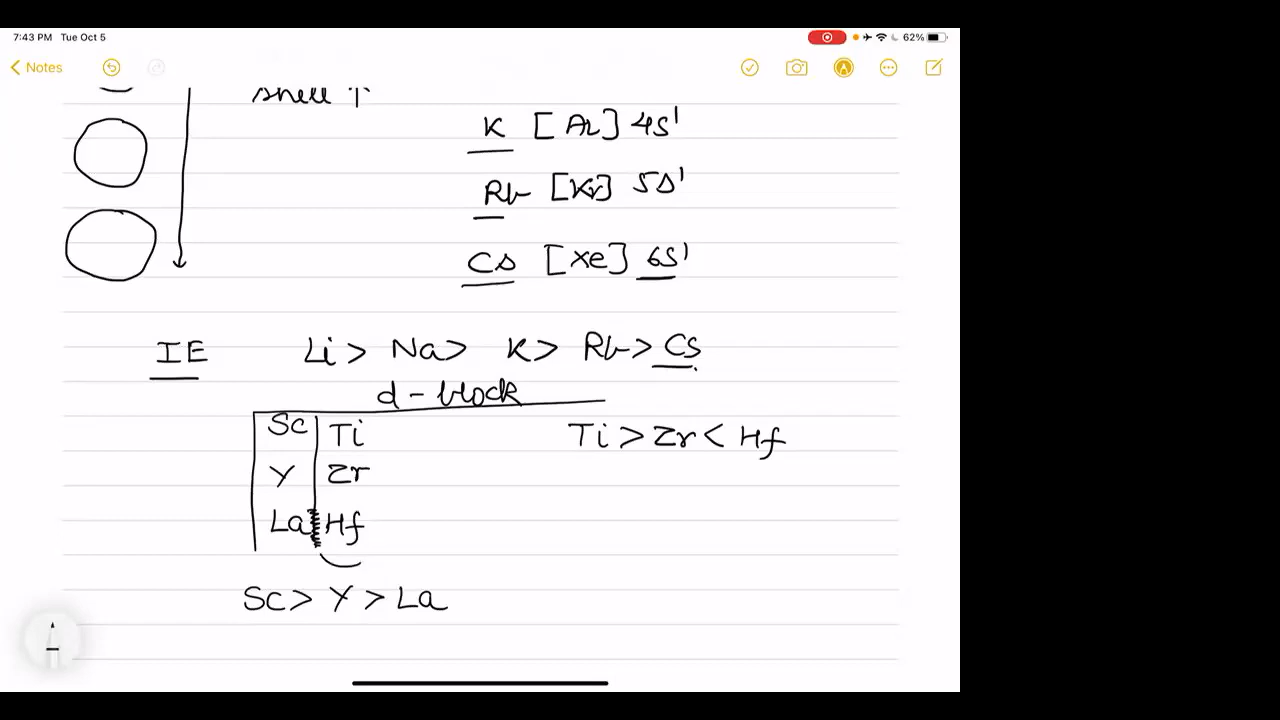 7:43 PM Tue Oct 5
62%
Notes
shell ↑
K [Ar] 4s¹
Rb [Kr] 5s¹
Cs [Xe] 6s¹
IE Li > Na > K > Rb > Cs
d - block
Sc Ti
Ti > Zr < Hf
Y Zr
La Hf
Sc > Y > La